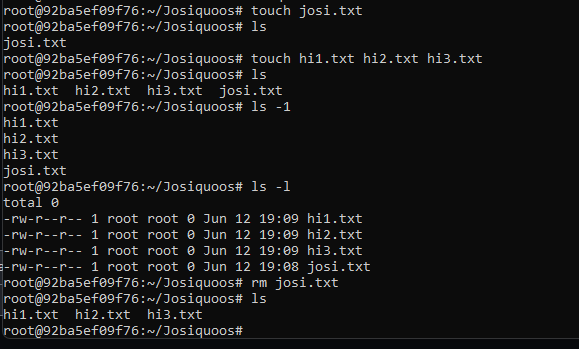 root@92ba5ef09f76:~/Josiquoos# touch josi.txt
root@92ba5ef09f76:~/Josiquoos# ls
josi.txt
root@92ba5ef09f76:~/Josiquoos# touch hi1.txt hi2.txt hi3.txt
root@92ba5ef09f76:~/Josiquoos# ls
hi1.txt  hi2.txt  hi3.txt  josi.txt
root@92ba5ef09f76:~/Josiquoos# ls -1
hi1.txt
hi2.txt
hi3.txt
josi.txt
root@92ba5ef09f76:~/Josiquoos# ls -l
total 0
-rw-r--r-- 1 root root 0 Jun 12 19:09 hi1.txt
-rw-r--r-- 1 root root 0 Jun 12 19:09 hi2.txt
-rw-r--r-- 1 root root 0 Jun 12 19:09 hi3.txt
-rw-r--r-- 1 root root 0 Jun 12 19:08 josi.txt
root@92ba5ef09f76:~/Josiquoos# rm josi.txt
root@92ba5ef09f76:~/Josiquoos# ls
hi1.txt  hi2.txt  hi3.txt
root@92ba5ef09f76:~/Josiquoos#